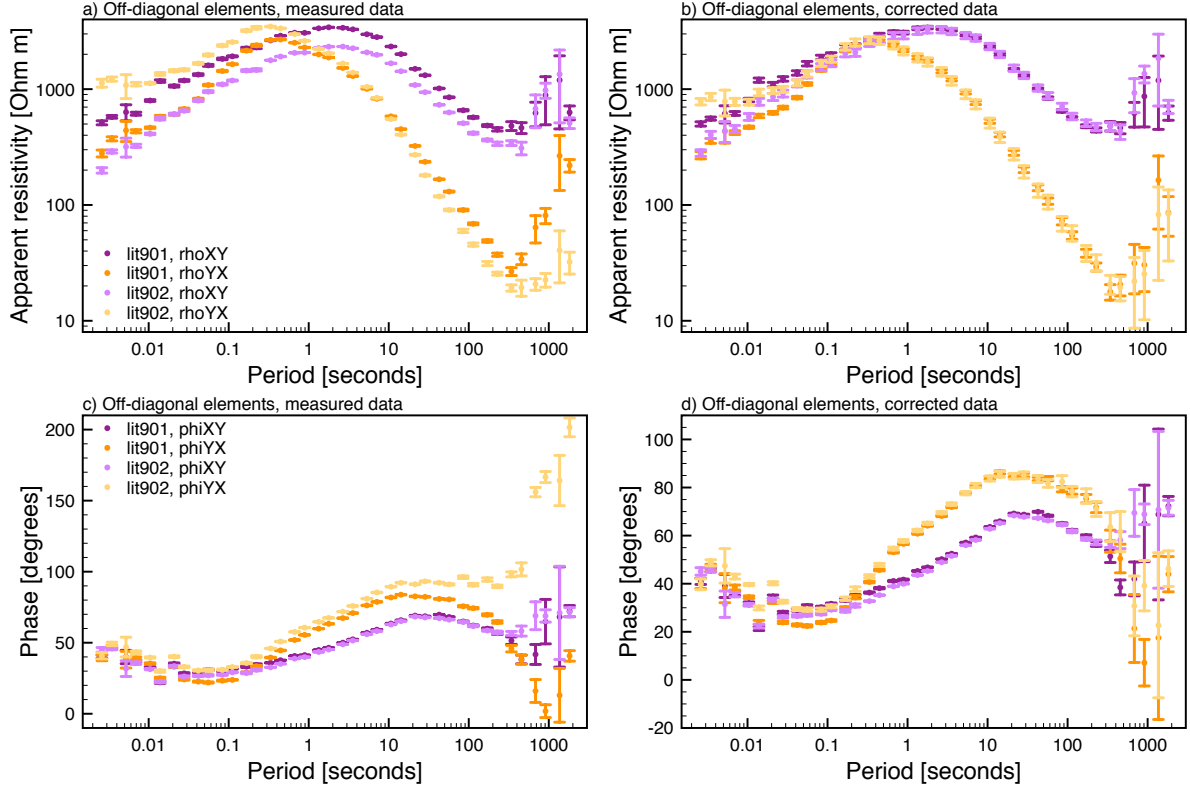 a) Off-diagonal elements, measured data
Apparent resistivity [Ohm m]
1000
100
10
lit901, rhoXY
lit901, rhoYX
lit902, rhoXY
lit902, rhoYX
0.01 0.1 1 10 100 1000
Period [seconds]
b) Off-diagonal elements, corrected data
Apparent resistivity [Ohm m]
1000
100
10
0.01 0.1 1 10 100 1000
Period [seconds]
c) Off-diagonal elements, measured data
Phase [degrees]
200
150
100
50
0
lit901, phiXY
lit901, phiYX
lit902, phiXY
lit902, phiYX
0.01 0.1 1 10 100 1000
Period [seconds]
d) Off-diagonal elements, corrected data
Phase [degrees]
100
80
60
40
20
0
-20
0.01 0.1 1 10 100 1000
Period [seconds]